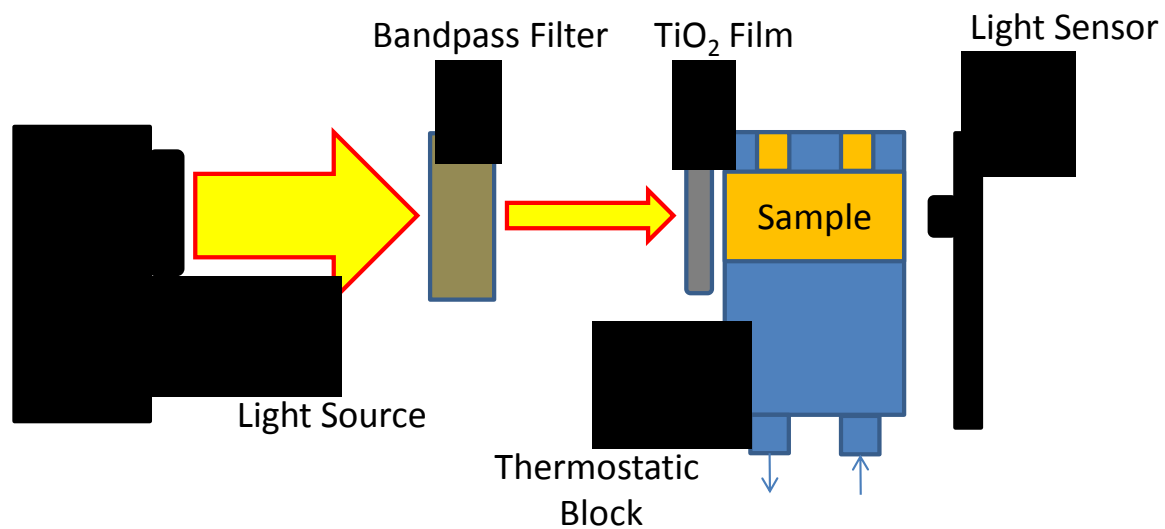 Bandpass Filter
TiO₂ Film
Light Sensor
Sample
Light Source
Thermostatic
Block